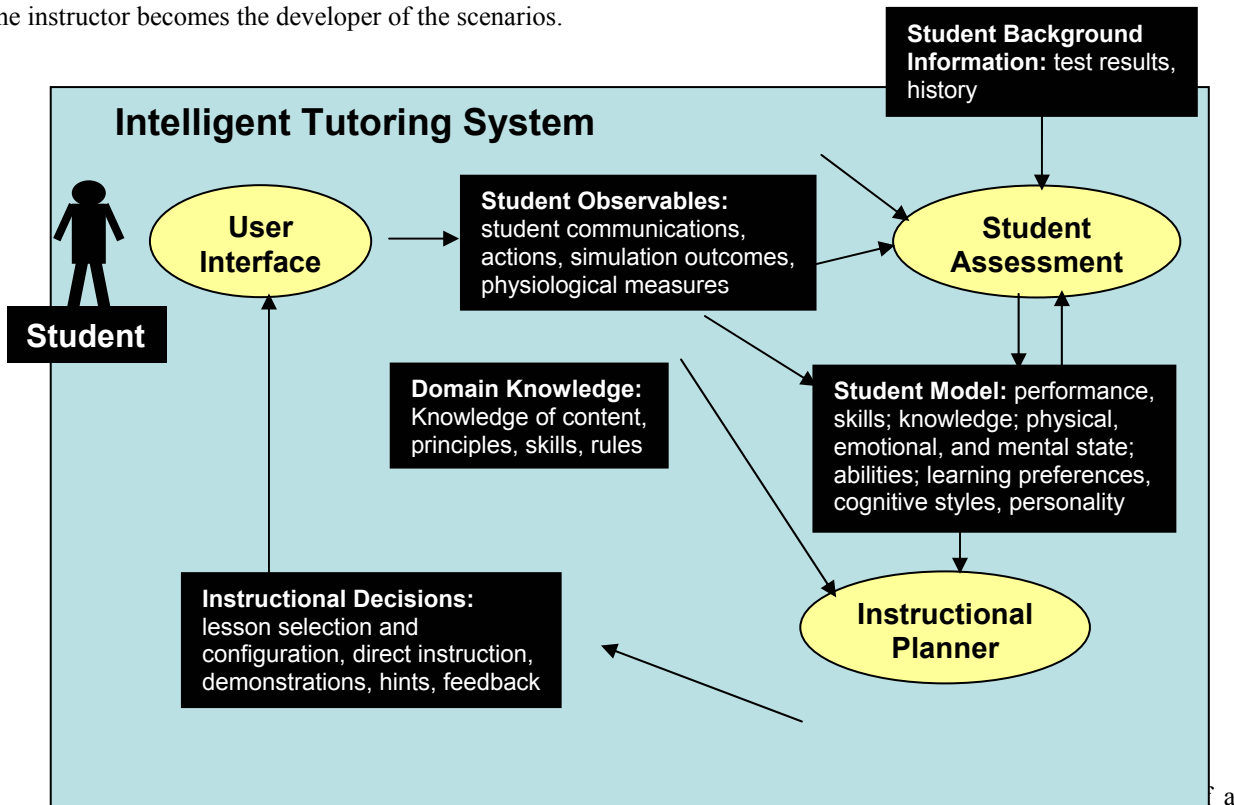 ne instructor becomes the developer of the scenarios.
Student Background
Information: test results,
history
Intelligent Tutoring System
User
Interface
Student Observables:
student communications,
actions, simulation outcomes,
physiological measures
Student
Assessment
Student
Domain Knowledge:
Knowledge of content,
principles, skills, rules
Student Model: performance,
skills; knowledge; physical,
emotional, and mental state;
abilities; learning preferences,
cognitive styles, personality
Instructional Decisions:
lesson selection and
configuration, direct instruction,
demonstrations, hints, feedback
Instructional
Planner
a